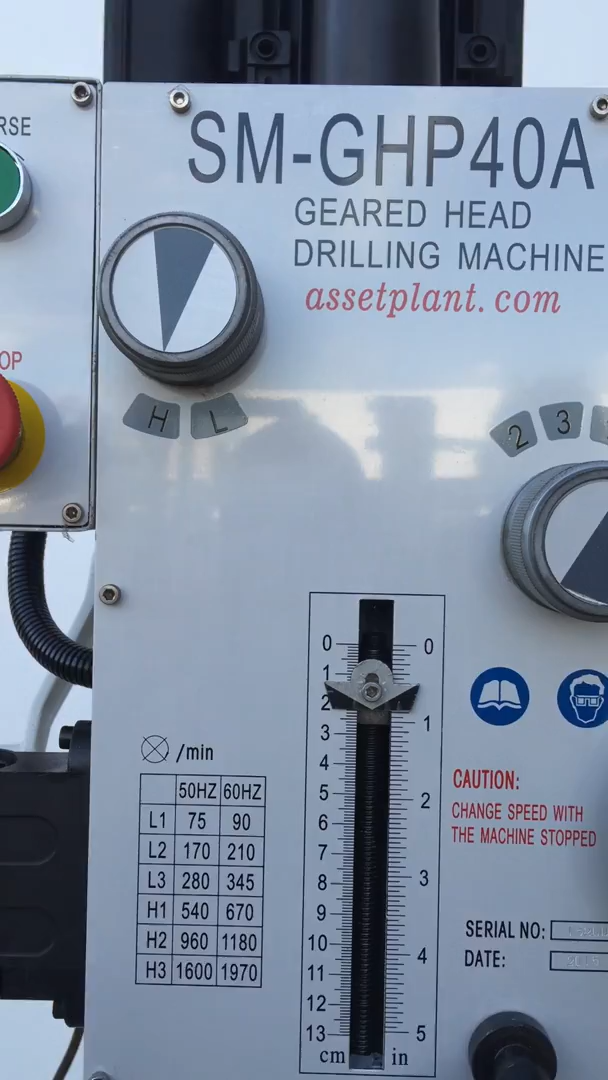 RSE
OP
SM-GHP40A
GEARED HEAD
DRILLING MACHINE
assetplant.com
H L
2 3
0 0
1
2
3 1
4
5 2
6
7
8 3
9
10 4
11
12
13 5
cm in
/min
50HZ 60HZ
L1 75 90
L2 170 210
L3 280 345
H1 540 670
H2 960 1180
H3 1600 1970
CAUTION:
CHANGE SPEED WITH
THE MACHINE STOPPED
SERIAL NO:
DATE: